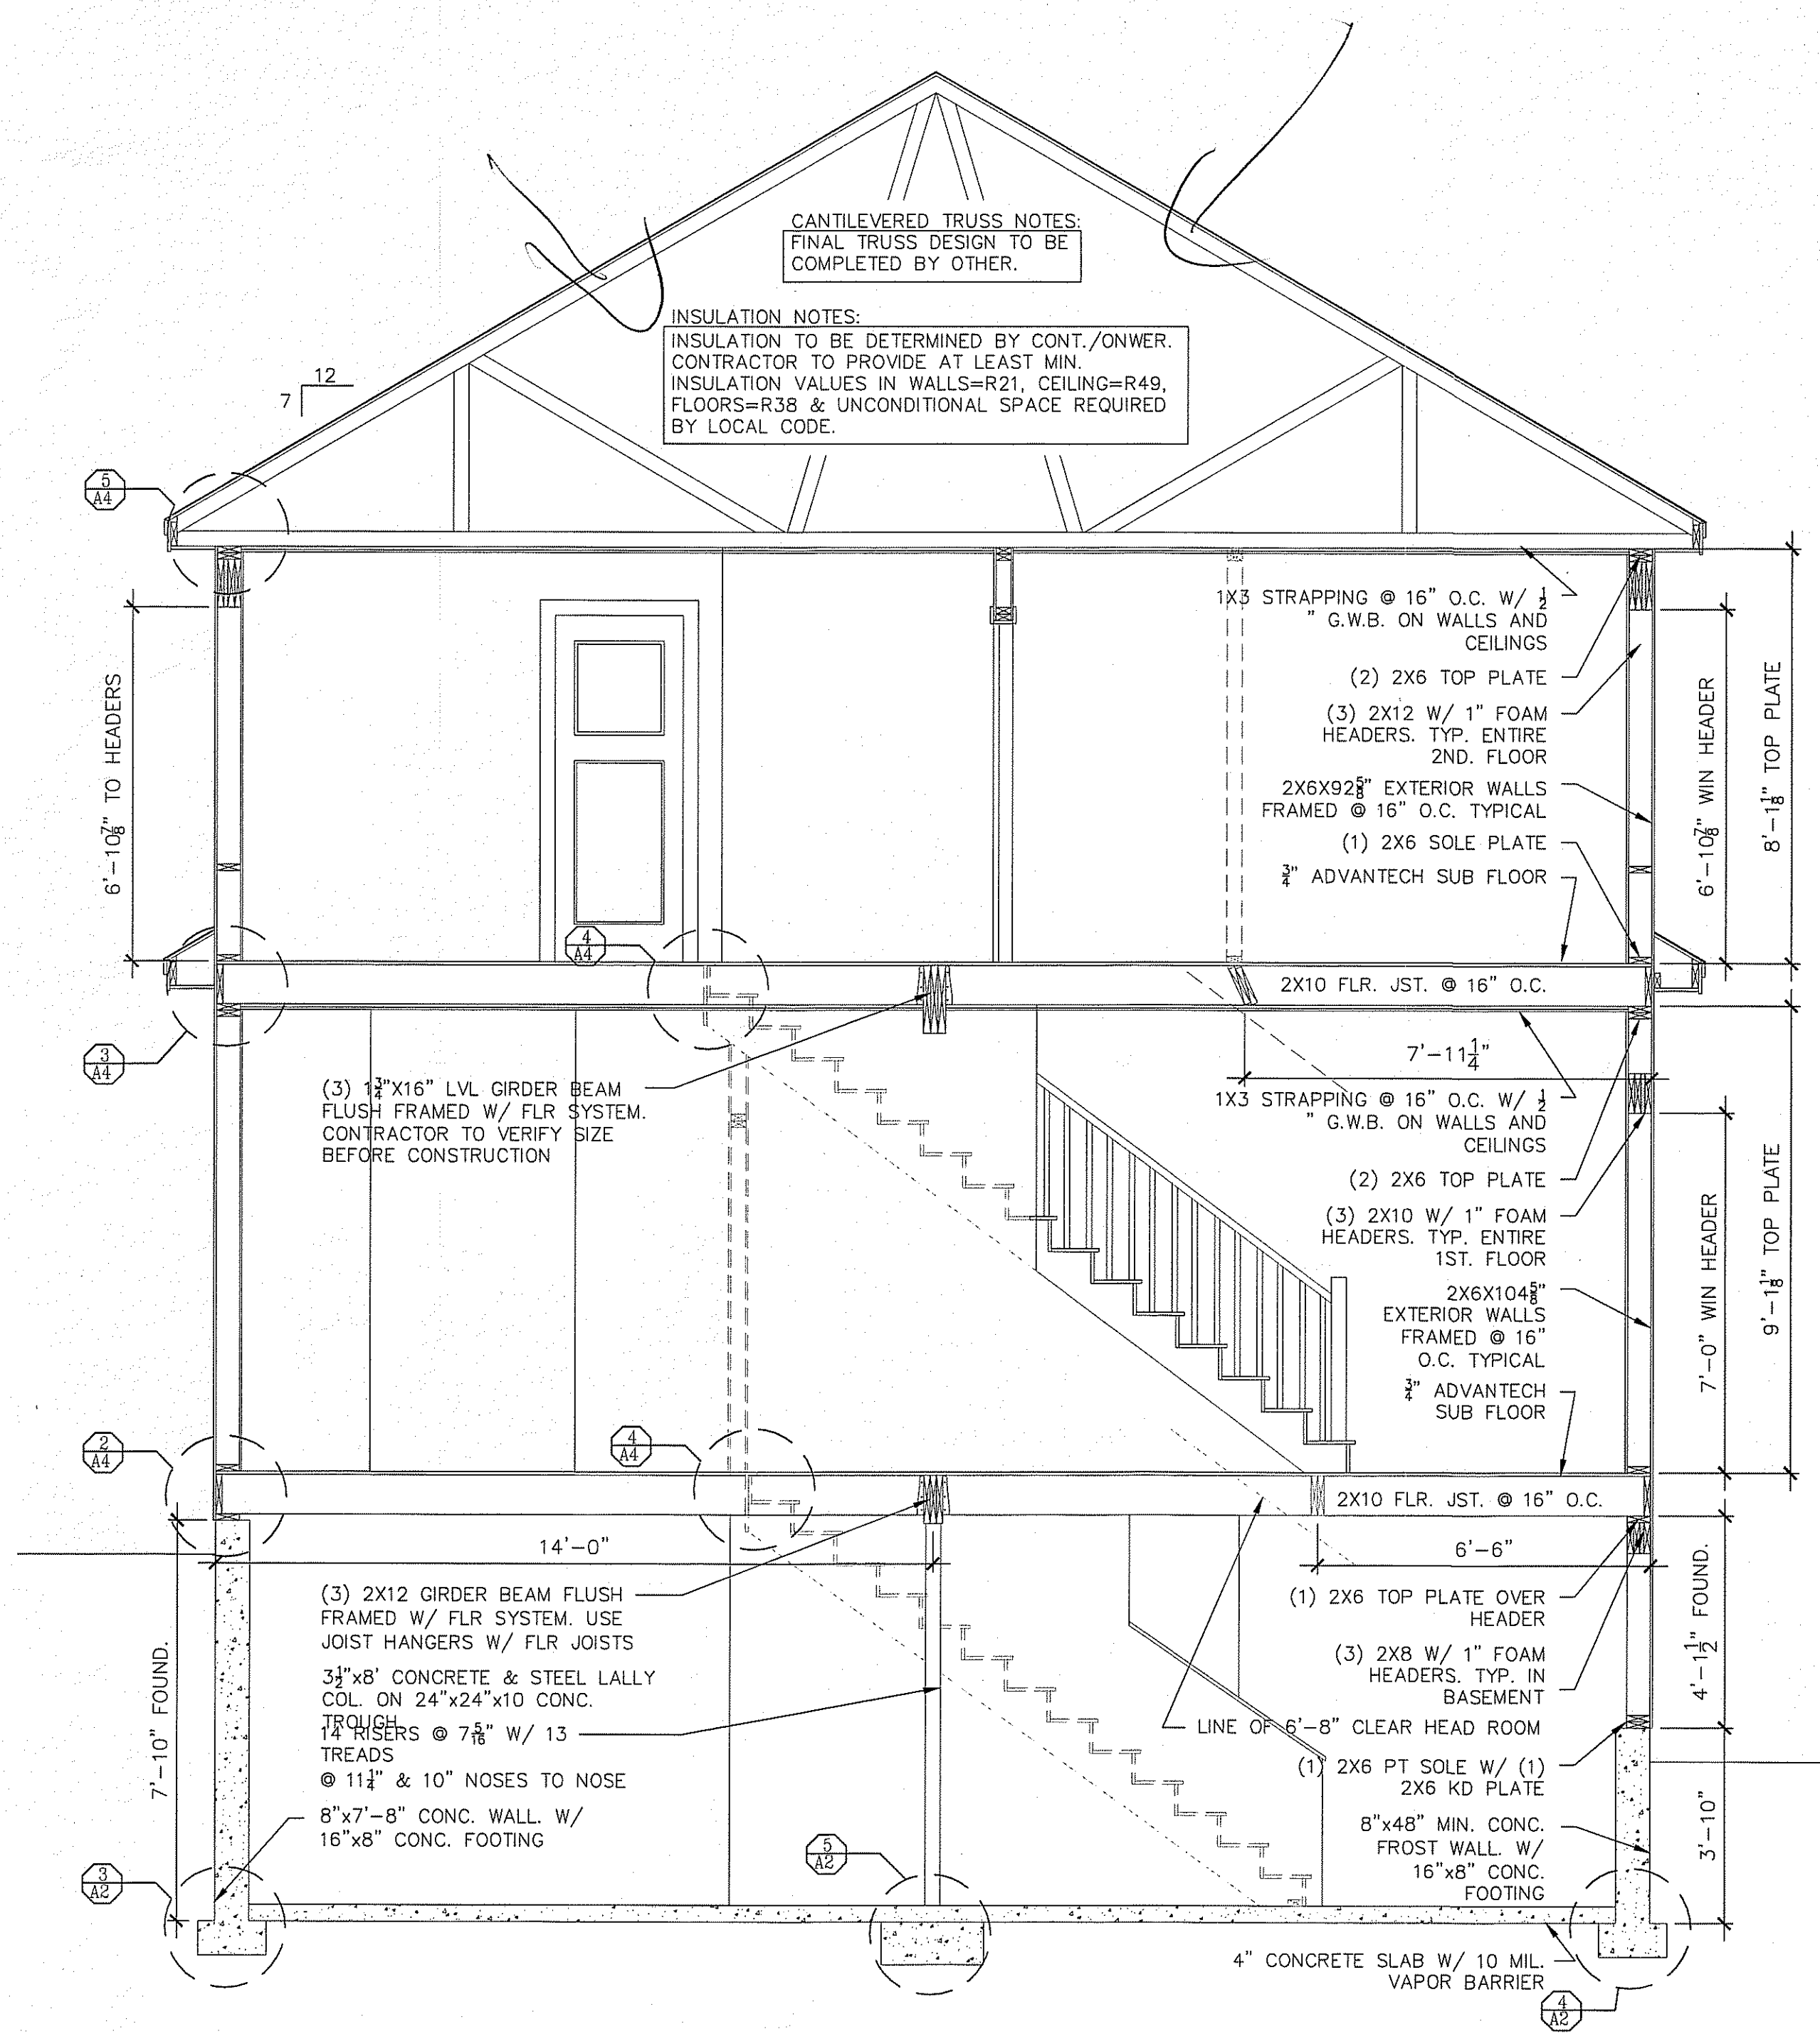 CANTILEVERED TRUSS NOTES:
FINAL TRUSS DESIGN TO BE
COMPLETED BY OTHER.
INSULATION NOTES:
INSULATION TO BE DETERMINED BY CONT./ONWER.
CONTRACTOR TO PROVIDE AT LEAST MIN.
INSULATION VALUES IN WALLS=R21, CEILING=R49,
FLOORS=R38 & UNCONDITIONAL SPACE REQUIRED
BY LOCAL CODE.
12
7
5
A4
6'-10 7/8" TO HEADERS
1X3 STRAPPING @ 16" O.C. W/ 1/2
" G.W.B. ON WALLS AND
CEILINGS
(2) 2X6 TOP PLATE
(3) 2X12 W/ 1" FOAM
HEADERS. TYP. ENTIRE
2ND. FLOOR
2X6X92 5/8" EXTERIOR WALLS
FRAMED @ 16" O.C. TYPICAL
(1) 2X6 SOLE PLATE
3/4" ADVANTECH SUB FLOOR
6'-10 7/8" WIN HEADER
8'-1 1/8" TOP PLATE
4
A4
2X10 FLR. JST. @ 16" O.C.
3
A4
7'-11 1/4"
(3) 1 3/4"X16" LVL GIRDER BEAM
FLUSH FRAMED W/ FLR SYSTEM.
CONTRACTOR TO VERIFY SIZE
BEFORE CONSTRUCTION
1X3 STRAPPING @ 16" O.C. W/ 1/2
" G.W.B. ON WALLS AND
CEILINGS
(2) 2X6 TOP PLATE
(3) 2X10 W/ 1" FOAM
HEADERS. TYP. ENTIRE
1ST. FLOOR
2X6X104 5/8"
EXTERIOR WALLS
FRAMED @ 16"
O.C. TYPICAL
3/4" ADVANTECH
SUB FLOOR
7'-0" WIN HEADER
9'-1 1/8" TOP PLATE
2
A4
4
A4
2X10 FLR. JST. @ 16" O.C.
14'-0"
6'-6"
(3) 2X12 GIRDER BEAM FLUSH
FRAMED W/ FLR SYSTEM. USE
JOIST HANGERS W/ FLR JOISTS
3 1/2"x8' CONCRETE & STEEL LALLY
COL. ON 24"x24"x10 CONC.
TROUGH
14 RISERS @ 7 5/16" W/ 13
TREADS
@ 11 1/4" & 10" NOSES TO NOSE
8"x7'-8" CONC. WALL. W/
16"x8" CONC. FOOTING
7'-10" FOUND.
(1) 2X6 TOP PLATE OVER
HEADER
(3) 2X8 W/ 1" FOAM
HEADERS. TYP. IN
BASEMENT
LINE OF 6'-8" CLEAR HEAD ROOM
(1) 2X6 PT SOLE W/ (1)
2X6 KD PLATE
8"x48" MIN. CONC.
FROST WALL. W/
16"x8" CONC.
FOOTING
4'-1 1/2" FOUND.
3'-10"
3
A2
5
A2
4" CONCRETE SLAB W/ 10 MIL.
VAPOR BARRIER
4
A2